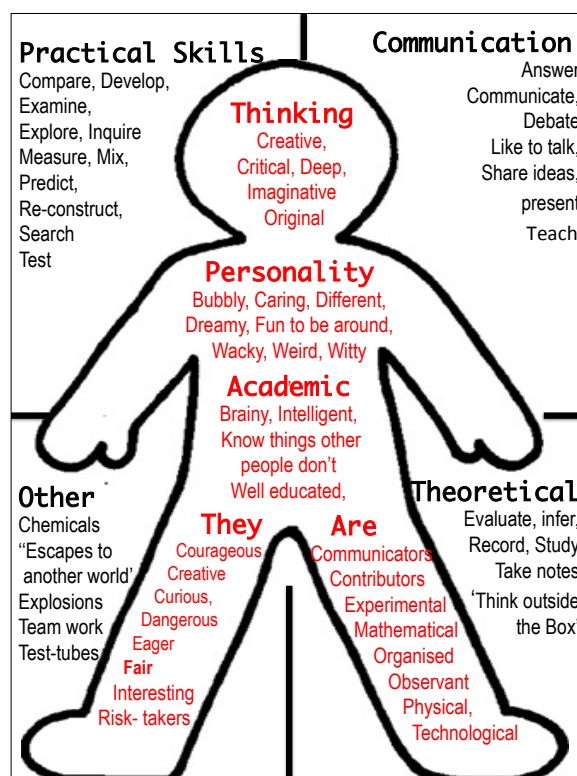 Practical Skills
Compare, Develop,
Examine,
Explore, Inquire
Measure, Mix,
Predict,
Re-construct,
Search
Test
Communication
Answer
Communicate,
Debate
Like to talk,
Share ideas,
present
Teach
Thinking
Creative,
Critical, Deep,
Imaginative
Original
Personality
Bubbly, Caring, Different,
Dreamy, Fun to be around,
Wacky, Weird, Witty
Academic
Brainy, Intelligent,
Know things other
people don't
Well educated,
Other
Chemicals
“Escapes to
another world’
Explosions
Team work
Test-tubes
They
Courageous
Creative
Curious,
Dangerous
Eager
Fair
Interesting
Risk- takers
Are
Communicators
Contributors
Experimental
Mathematical
Organised
Observant
Physical,
Technological
Theoretical
Evaluate, infer,
Record, Study
Take notes
‘Think outside
the Box’